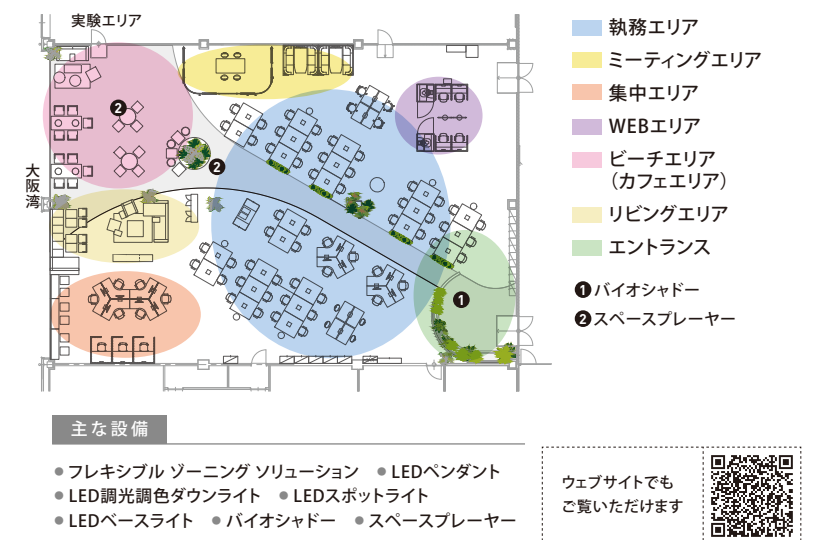 実験エリア
大阪湾
❷
❷
❶
執務エリア
ミーティングエリア
集中エリア
WEBエリア
ビーチエリア
（カフェエリア）
リビングエリア
エントランス
❶バイオシャドー
❷スペースプレーヤー
主な設備
●フレキシブル ゾーニング ソリューション ●LEDペンダント
●LED調光調色ダウンライト ●LEDスポットライト
●LEDベースライト ●バイオシャドー ●スペースプレーヤー
ウェブサイトでも
ご覧いただけます